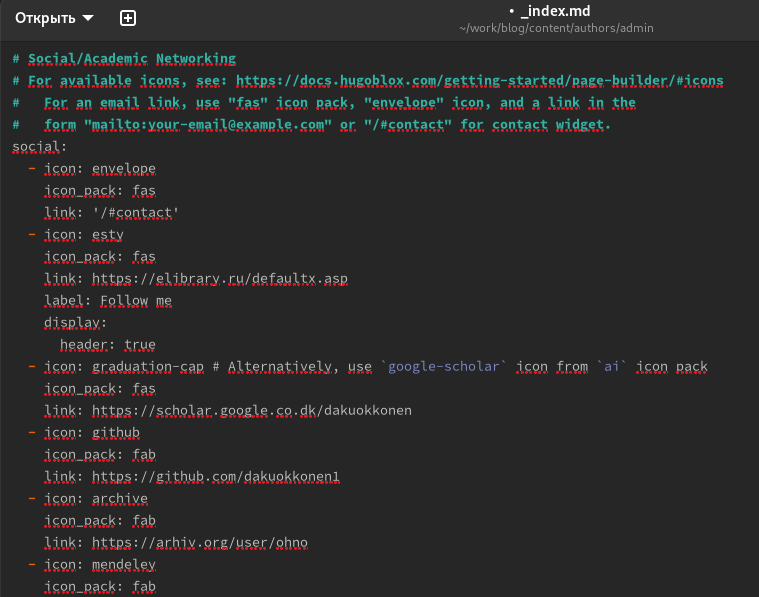 Открыть
• _index.md
~/work/blog/content/authors/admin
# Social/Academic Networking
# For available icons, see: https://docs.hugoblox.com/getting-started/page-builder/#icons
#   For an email link, use "fas" icon pack, "envelope" icon, and a link in the
#   form "mailto:your-email@example.com" or "/#contact" for contact widget.
social:
  - icon: envelope
    icon_pack: fas
    link: '/#contact'
  - icon: esty
    icon_pack: fas
    link: https://elibrary.ru/defaultx.asp
    label: Follow me
    display:
      header: true
  - icon: graduation-cap # Alternatively, use `google-scholar` icon from `ai` icon pack
    icon_pack: fas
    link: https://scholar.google.co.dk/dakuokkonen
  - icon: github
    icon_pack: fab
    link: https://github.com/dakuokkonen1
  - icon: archive
    icon_pack: fab
    link: https://arhiv.org/user/ohno
  - icon: mendeley
    icon_pack: fab